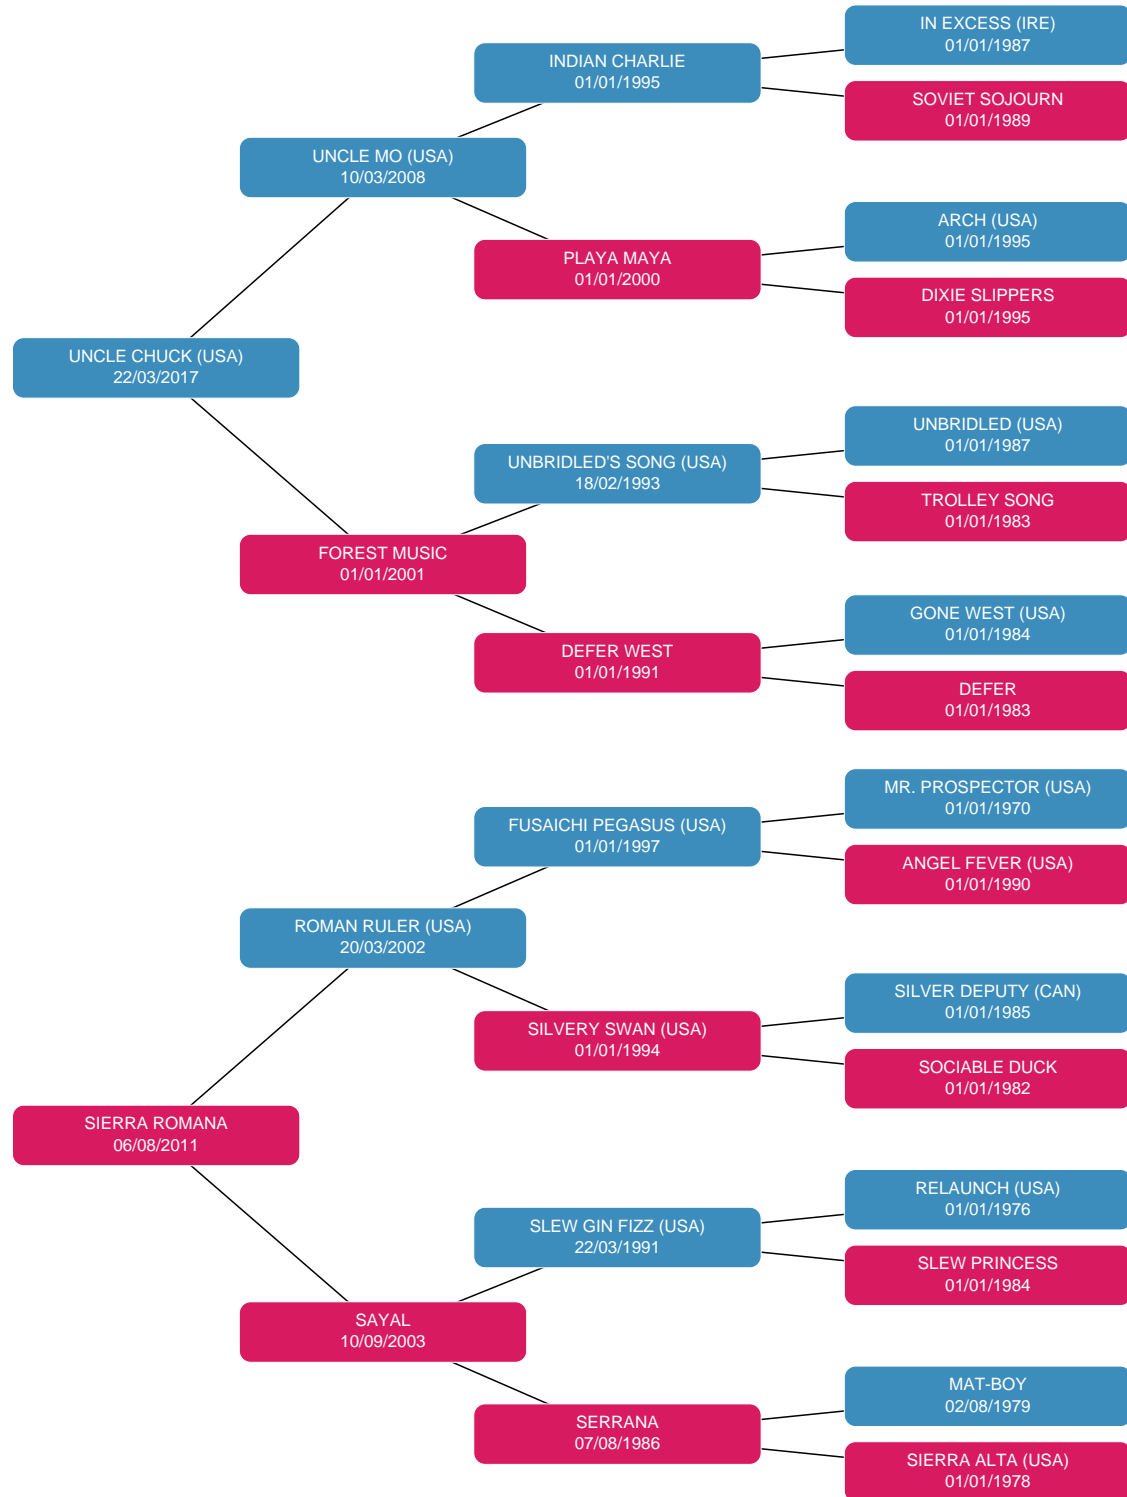 IN EXCESS (IRE)
01/01/1987
INDIAN CHARLIE
01/01/1995
SOVIET SOJOURN
01/01/1989
UNCLE MO (USA)
10/03/2008
ARCH (USA)
01/01/1995
PLAYA MAYA
01/01/2000
DIXIE SLIPPERS
01/01/1995
UNCLE CHUCK (USA)
22/03/2017
UNBRIDLED (USA)
01/01/1987
UNBRIDLED'S SONG (USA)
18/02/1993
TROLLEY SONG
01/01/1983
FOREST MUSIC
01/01/2001
GONE WEST (USA)
01/01/1984
DEFER WEST
01/01/1991
DEFER
01/01/1983
MR. PROSPECTOR (USA)
01/01/1970
FUSAICHI PEGASUS (USA)
01/01/1997
ANGEL FEVER (USA)
01/01/1990
ROMAN RULER (USA)
20/03/2002
SILVER DEPUTY (CAN)
01/01/1985
SILVERY SWAN (USA)
01/01/1994
SOCIABLE DUCK
01/01/1982
SIERRA ROMANA
06/08/2011
RELAUNCH (USA)
01/01/1976
SLEW GIN FIZZ (USA)
22/03/1991
SLEW PRINCESS
01/01/1984
SAYAL
10/09/2003
MAT-BOY
02/08/1979
SERRANA
07/08/1986
SIERRA ALTA (USA)
01/01/1978